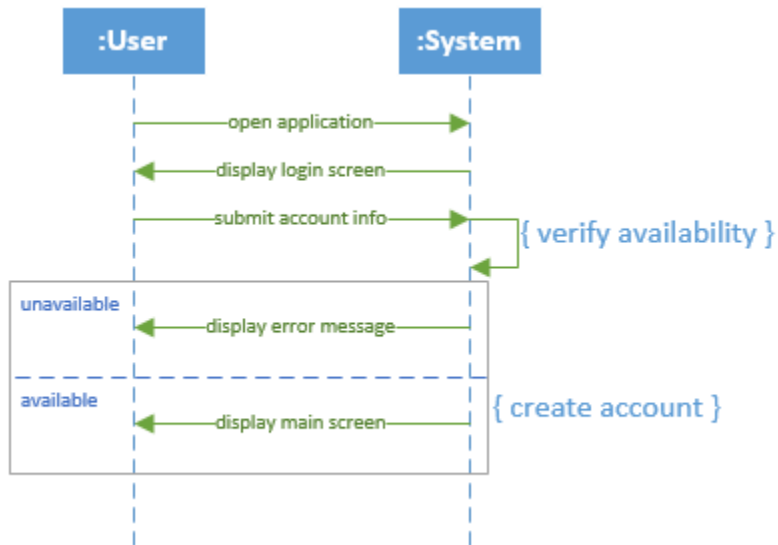 :User
:System
open application
display login screen
submit account info
{ verify availability }
unavailable
display error message
available
{ create account }
display main screen